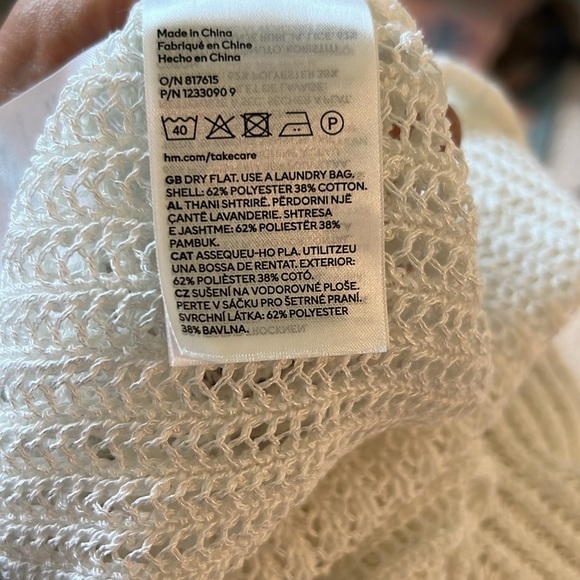 Made in China
Fabriqué en Chine
Hecho en China
O/N 817615
P/N 1233090 9
40 P
hm.com/takecare
GB DRY FLAT. USE A LAUNDRY BAG.
SHELL: 62% POLYESTER 38% COTTON.
AL THANI SHTRIRË. PËRDORNI NJË
ÇANTË LAVANDERIE. SHTRESA
E JASHTME: 62% POLIESTËR 38%
PAMBUK.
CAT ASSEQUEU-HO PLA. UTILITZEU
UNA BOSSA DE RENTAT. EXTERIOR:
62% POLIÈSTER 38% COTÓ.
CZ SUŠENÍ NA VODOROVNÉ PLOŠE.
PERTE V SÁČKU PRO ŠETRNÉ PRANÍ.
SVRCHNÍ LÁTKA: 62% POLYESTER
38% BAVLNA.